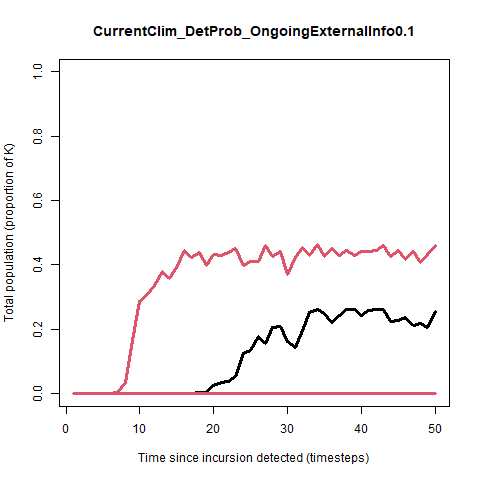 CurrentClim_DetProb_OngoingExternalInfo0.1
Total population (proportion of K)
1.0
0.8
0.6
0.4
0.2
0.0
0 10 20 30 40 50
Time since incursion detected (timesteps)